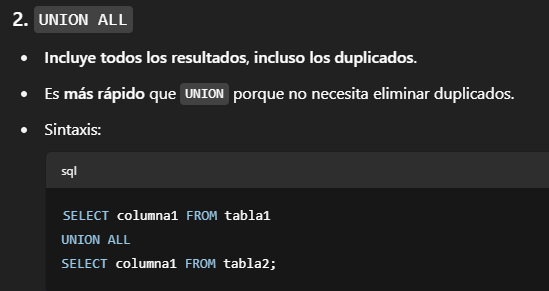 2. UNION ALL
• Incluye todos los resultados, incluso los duplicados.
• Es más rápido que UNION porque no necesita eliminar duplicados.
• Sintaxis:
sql
SELECT columna1 FROM tabla1
UNION ALL
SELECT columna1 FROM tabla2;